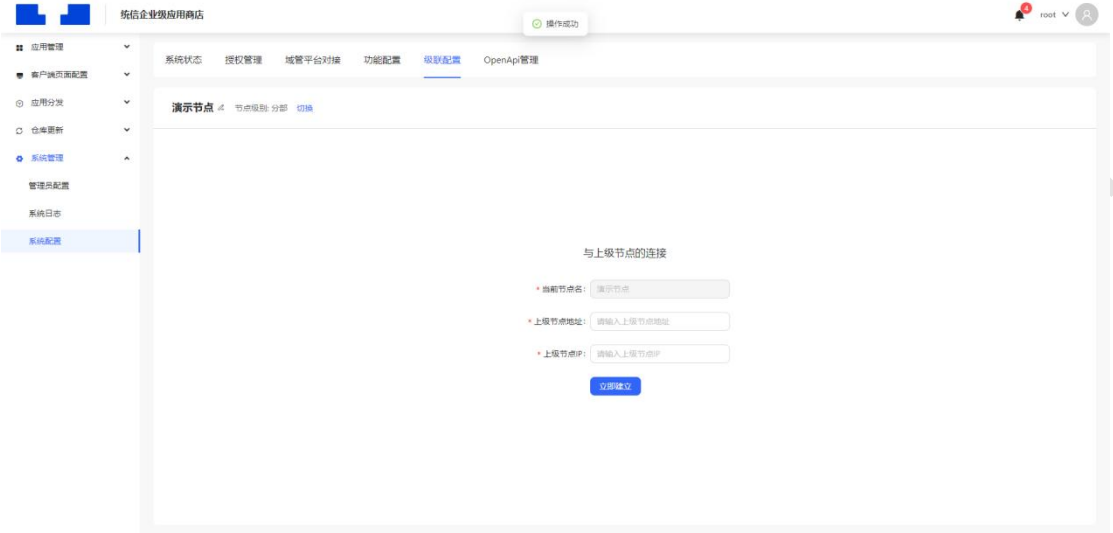 统信企业级应用商店
操作成功
4
root
应用管理
客户端页面配置
应用分发
仓库更新
系统管理
管理员配置
系统日志
系统配置
系统状态 授权管理 域管平台对接 功能配置 级联配置 OpenApi管理
演示节点 节点级别: 分部 切换
与上级节点的连接
* 当前节点名: 演示节点
* 上级节点地址: 请输入上级节点地址
* 上级节点IP: 请输入上级节点IP
立即建立